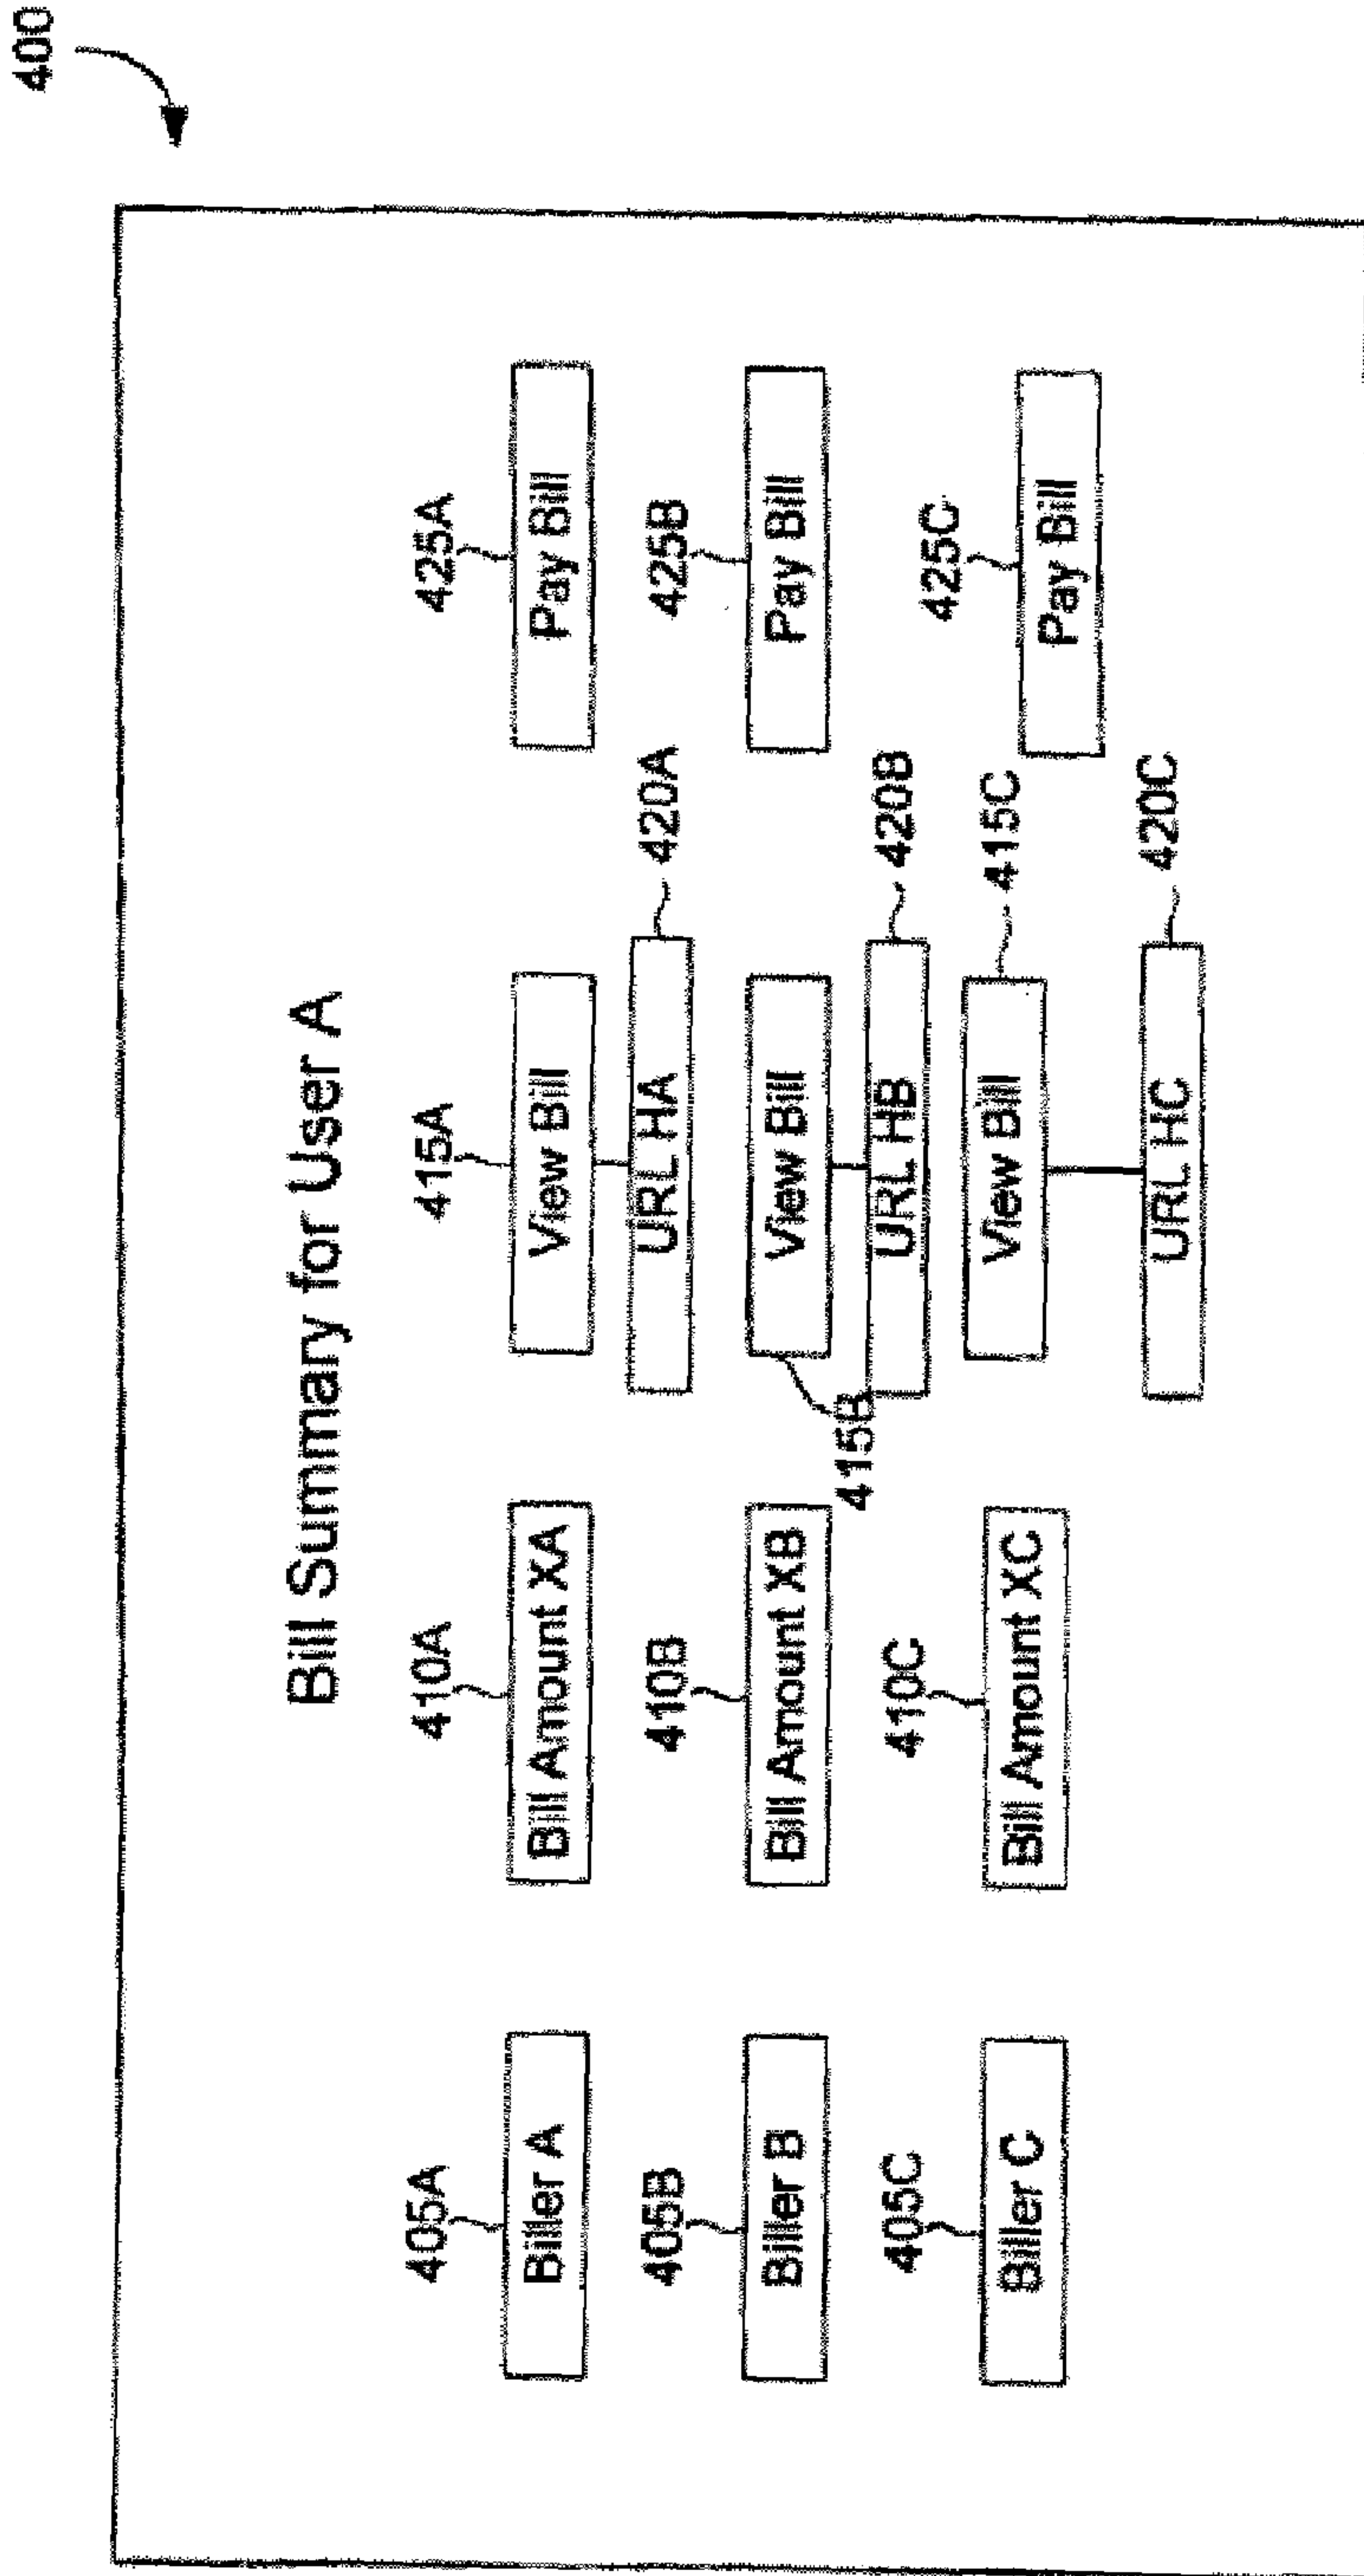 400
Bill Summary for User A
405A 410A 415A 425A
Biller A Bill Amount XA View Bill Pay Bill
URL HA 420A
405B 410B 425B
Biller B Bill Amount XB View Bill Pay Bill
415B URL HB 420B
405C 410C 415C 425C
Biller C Bill Amount XC View Bill Pay Bill
URL HC 420C